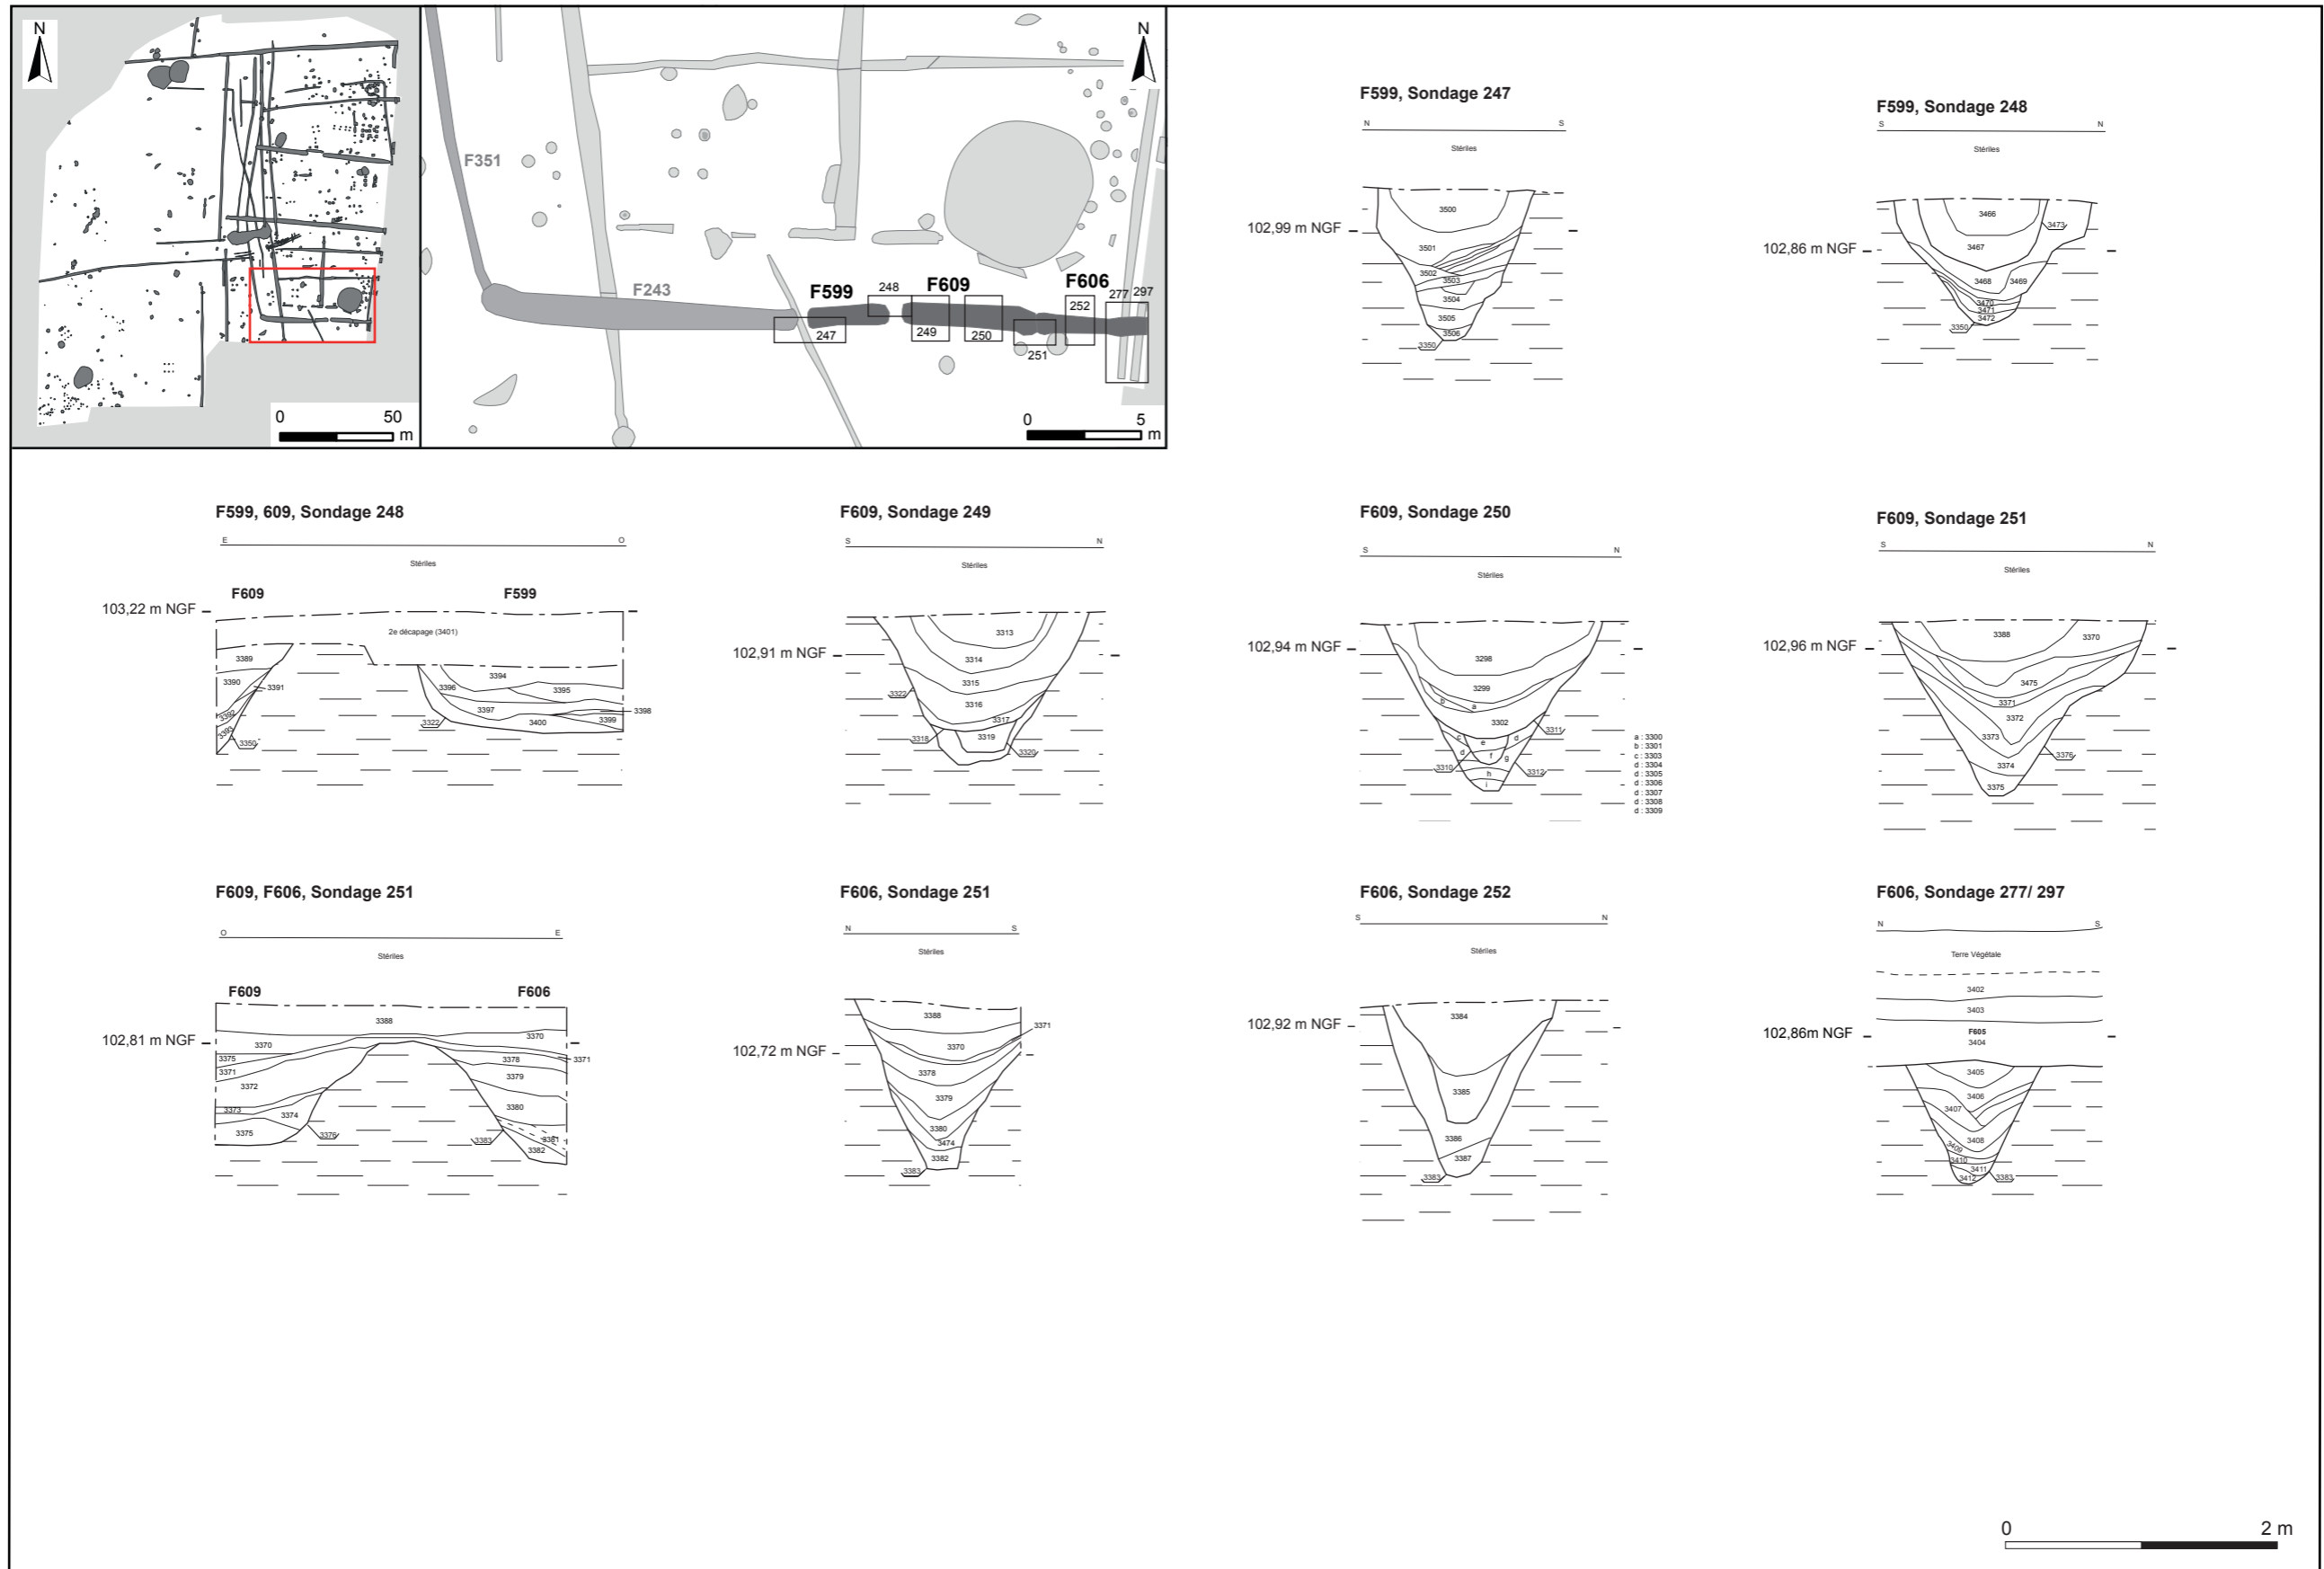 N
0 50
m
N
F351
F243
F599
248
F609
F606
277 297
252
247
249
250
251
0 5
m
F599, Sondage 247
N S
Stériles
102,99 m NGF
3500
3501
3502
3503
3504
3505
3506
3350
F599, Sondage 248
S N
Stériles
102,86 m NGF
3466
3473
3467
3468
3469
3470
3471
3472
3350
F599, 609, Sondage 248
E O
Stériles
F609 F599
103,22 m NGF
2e décapage (3401)
3389
3390
3391
3392
3393
3350
3394
3395
3396
3397
3398
3399
3400
3322
F609, Sondage 249
S N
Stériles
102,91 m NGF
3313
3314
3315
3322
3316
3317
3318
3319
3320
F609, Sondage 250
S N
Stériles
102,94 m NGF
3298
3299
b
a
3302
3311
c
e
d
d
f
g
3310
h
3312
i
a : 3300
b : 3301
c : 3303
d : 3304
d : 3305
d : 3306
d : 3307
d : 3308
d : 3309
F609, Sondage 251
S N
Stériles
102,96 m NGF
3388
3370
3475
3371
3372
3373
3376
3374
3375
F609, F606, Sondage 251
O E
Stériles
F609 F606
102,81 m NGF
3388
3370
3370
3375
3371
3371
3378
3372
3379
3373
3374
3380
3375
3376
3383
3381
3382
F606, Sondage 251
N S
Stériles
102,72 m NGF
3388
3371
3370
3378
3379
3380
3474
3382
3383
F606, Sondage 252
S N
Stériles
102,92 m NGF
3384
3385
3386
3387
3383
F606, Sondage 277/ 297
N S
Terre Végétale
3402
3403
102,86m NGF
F605
3404
3405
3406
3407
3408
3409
3410
3411
3412
3383
0 2 m